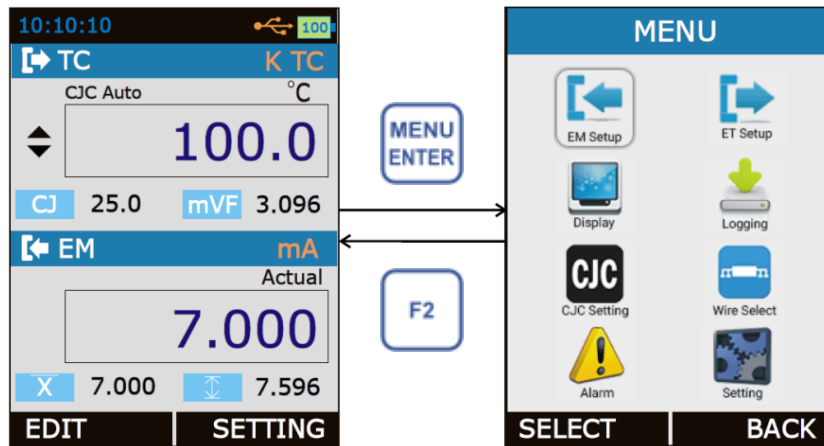 10:10:10 100
TC K TC
CJC Auto °C
100.0
CJ 25.0 mVF 3.096
EM mA
Actual
7.000
X 7.000 7.596
EDIT SETTING
MENU
ENTER
F2
MENU
EM Setup ET Setup
Display Logging
CJC
CJC Setting Wire Select
Alarm Setting
SELECT BACK